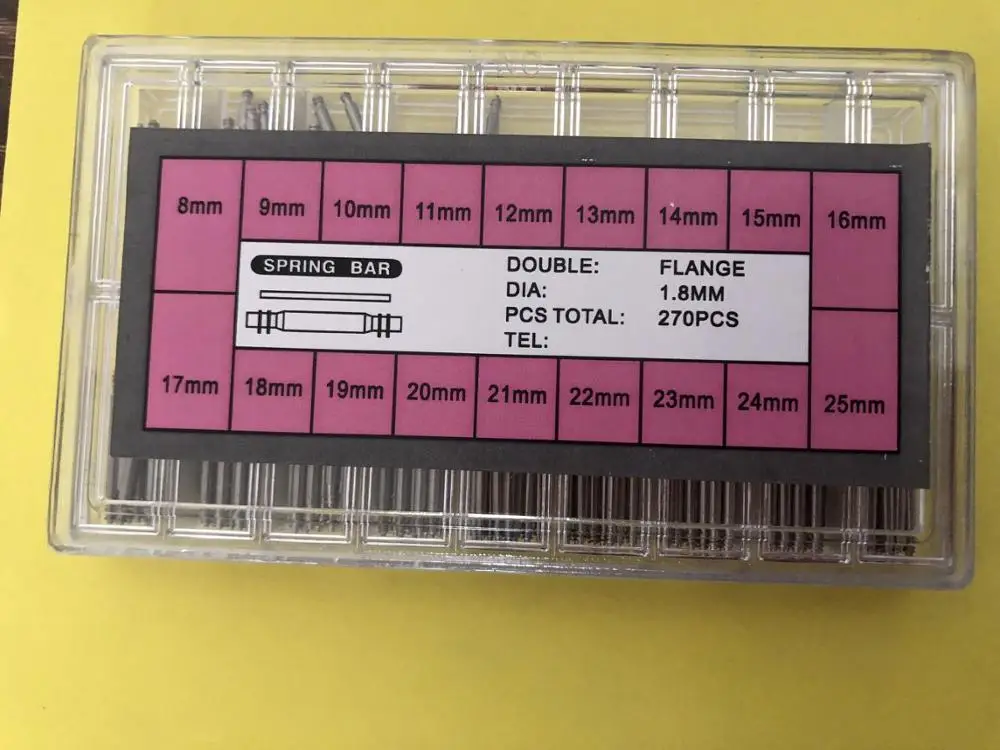 8mm 9mm 10mm 11mm 12mm 13mm 14mm 15mm 16mm
SPRING BAR
DOUBLE: FLANGE
DIA: 1.8MM
PCS TOTAL: 270PCS
TEL:
17mm 18mm 19mm 20mm 21mm 22mm 23mm 24mm 25mm